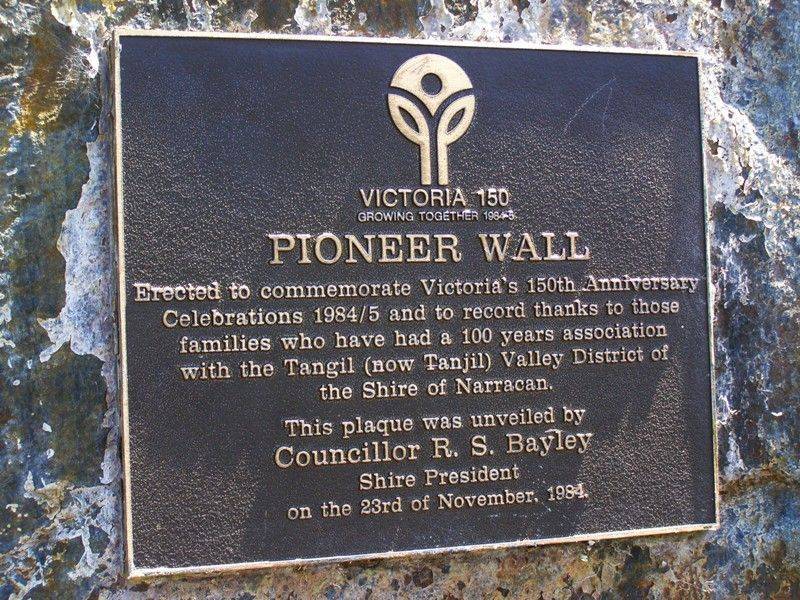 VICTORIA 150
GROWING TOGETHER 1984-5
PIONEER WALL
Erected to commemorate Victoria's 150th Anniversary
Celebrations 1984/5 and to record thanks to those
families who have had a 100 years association
with the Tangil (now Tanjil) Valley District of
the Shire of Narracan.
This plaque was unveiled by
Councillor R. S. Bayley
Shire President
on the 23rd of November, 1984.